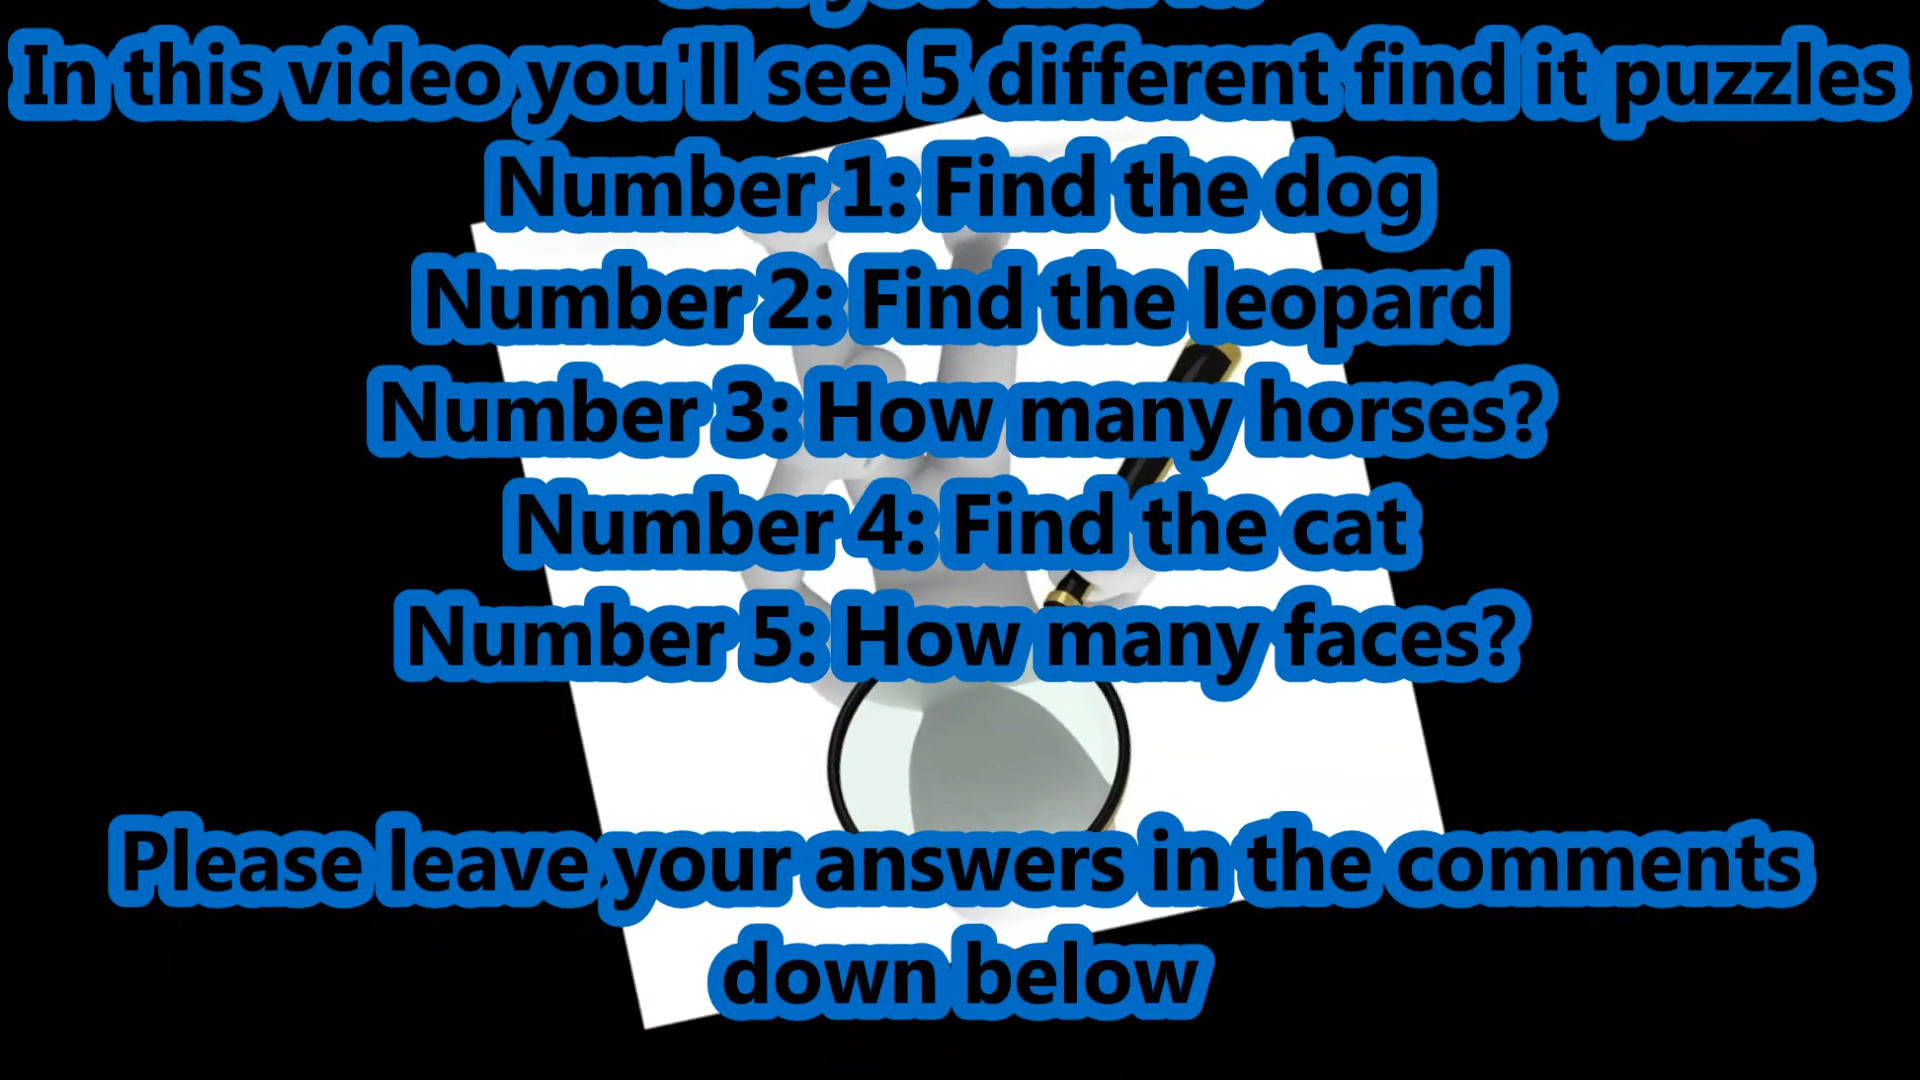 In this video you'll see 5 different find it puzzles
Number 1: Find the dog
Number 2: Find the leopard
Number 3: How many horses?
Number 4: Find the cat
Number 5: How many faces?
Please leave your answers in the comments
down below